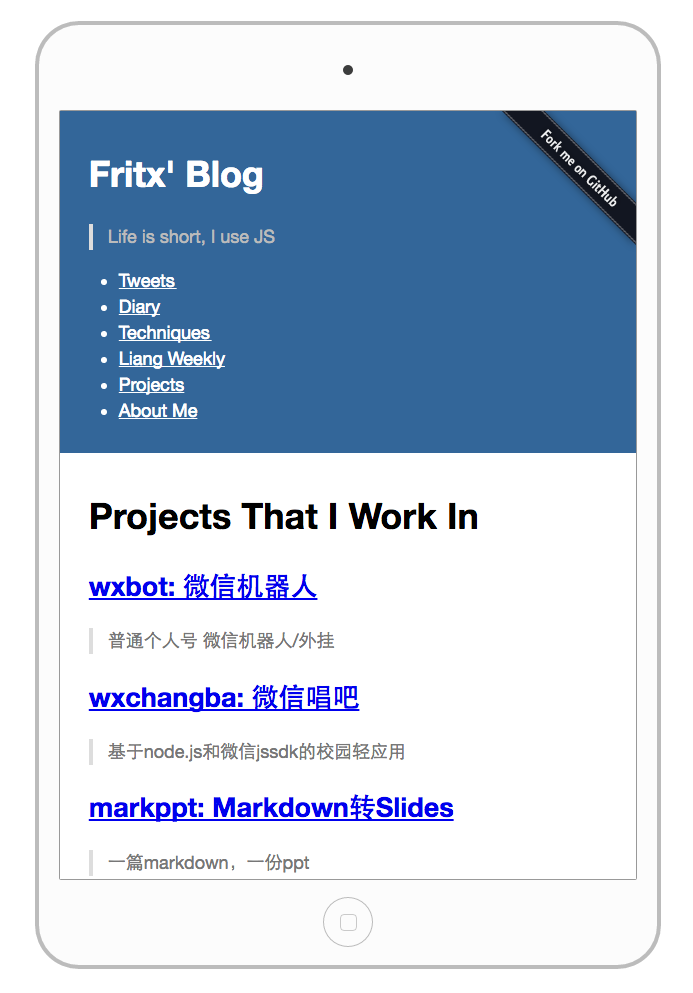 Fork me on GitHub
Fritx' Blog
Life is short, I use JS
Tweets
Diary
Techniques
Liang Weekly
Projects
About Me
Projects That I Work In
wxbot: 微信机器人
普通个人号 微信机器人/外挂
wxchangba: 微信唱吧
基于node.js和微信jssdk的校园轻应用
markppt: Markdown转Slides
一篇markdown，一份ppt